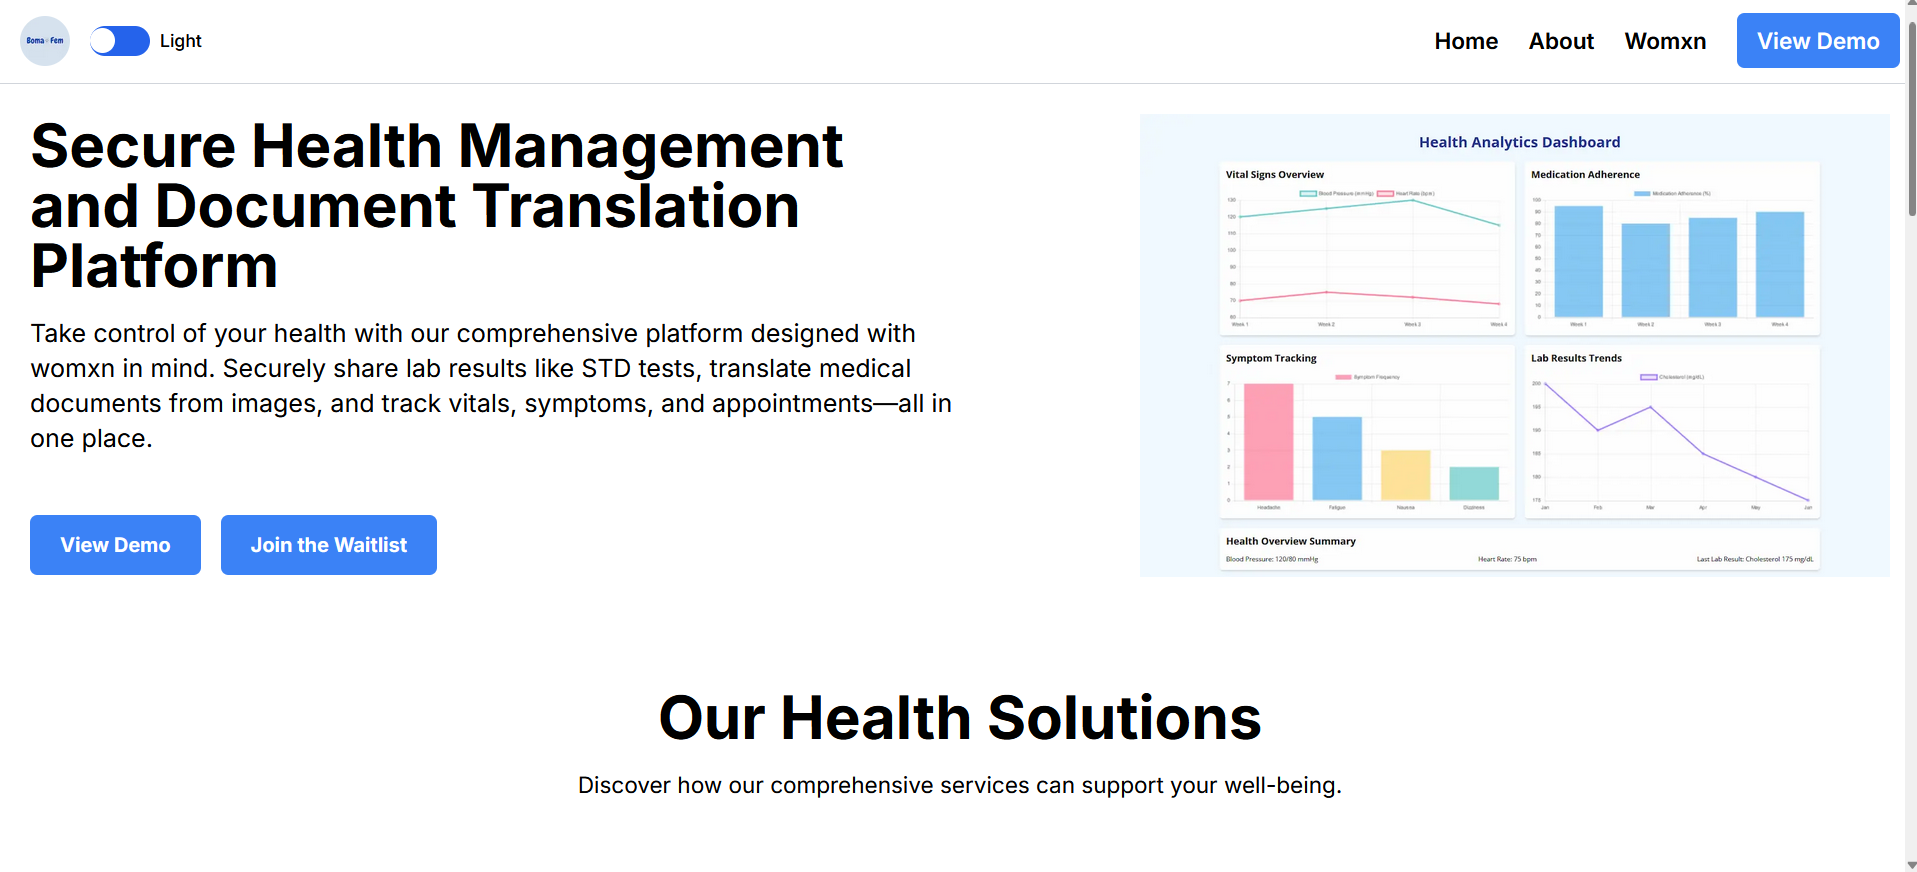 Boma Fem
Light
Home
About
Womxn
View Demo
Secure Health Management
and Document Translation
Platform
Take control of your health with our comprehensive platform designed with
womxn in mind. Securely share lab results like STD tests, translate medical
documents from images, and track vitals, symptoms, and appointments—all in
one place.
View Demo
Join the Waitlist
Health Analytics Dashboard
Vital Signs Overview
Blood Pressure (mmHg)
Heart Rate (bpm)
130
120
110
100
90
80
70
60
Week 1
Week 2
Week 3
Week 4
Medication Adherence
Medication Adherence (%)
100
90
80
70
60
50
40
30
20
10
0
Week 1
Week 2
Week 3
Week 4
Symptom Tracking
Symptom Frequency
7
6
5
4
3
2
1
0
Headache
Fatigue
Nausea
Dizziness
Lab Results Trends
Cholesterol (mg/dL)
200
195
190
185
180
175
Jan
Feb
Mar
Apr
May
Jun
Health Overview Summary
Blood Pressure: 120/80 mmHg
Heart Rate: 75 bpm
Last Lab Result: Cholesterol 175 mg/dL
Our Health Solutions
Discover how our comprehensive services can support your well-being.